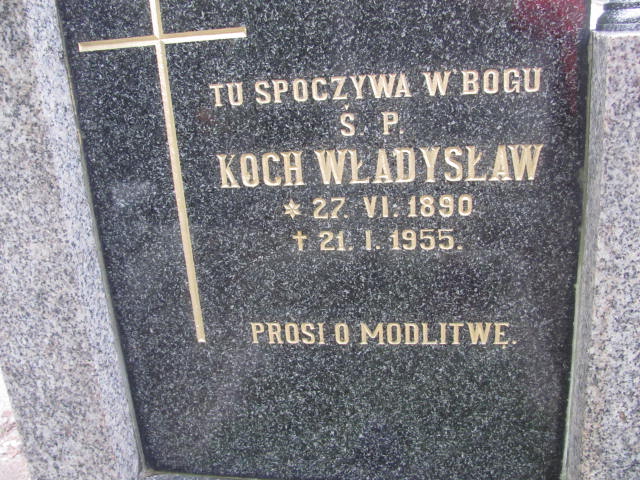 TU SPOCZYWA W BOGU
Ś. P.
KOCH WŁADYSŁAW
* 27. VI. 1890
† 21. I. 1955.
PROSI O MODLITWĘ.